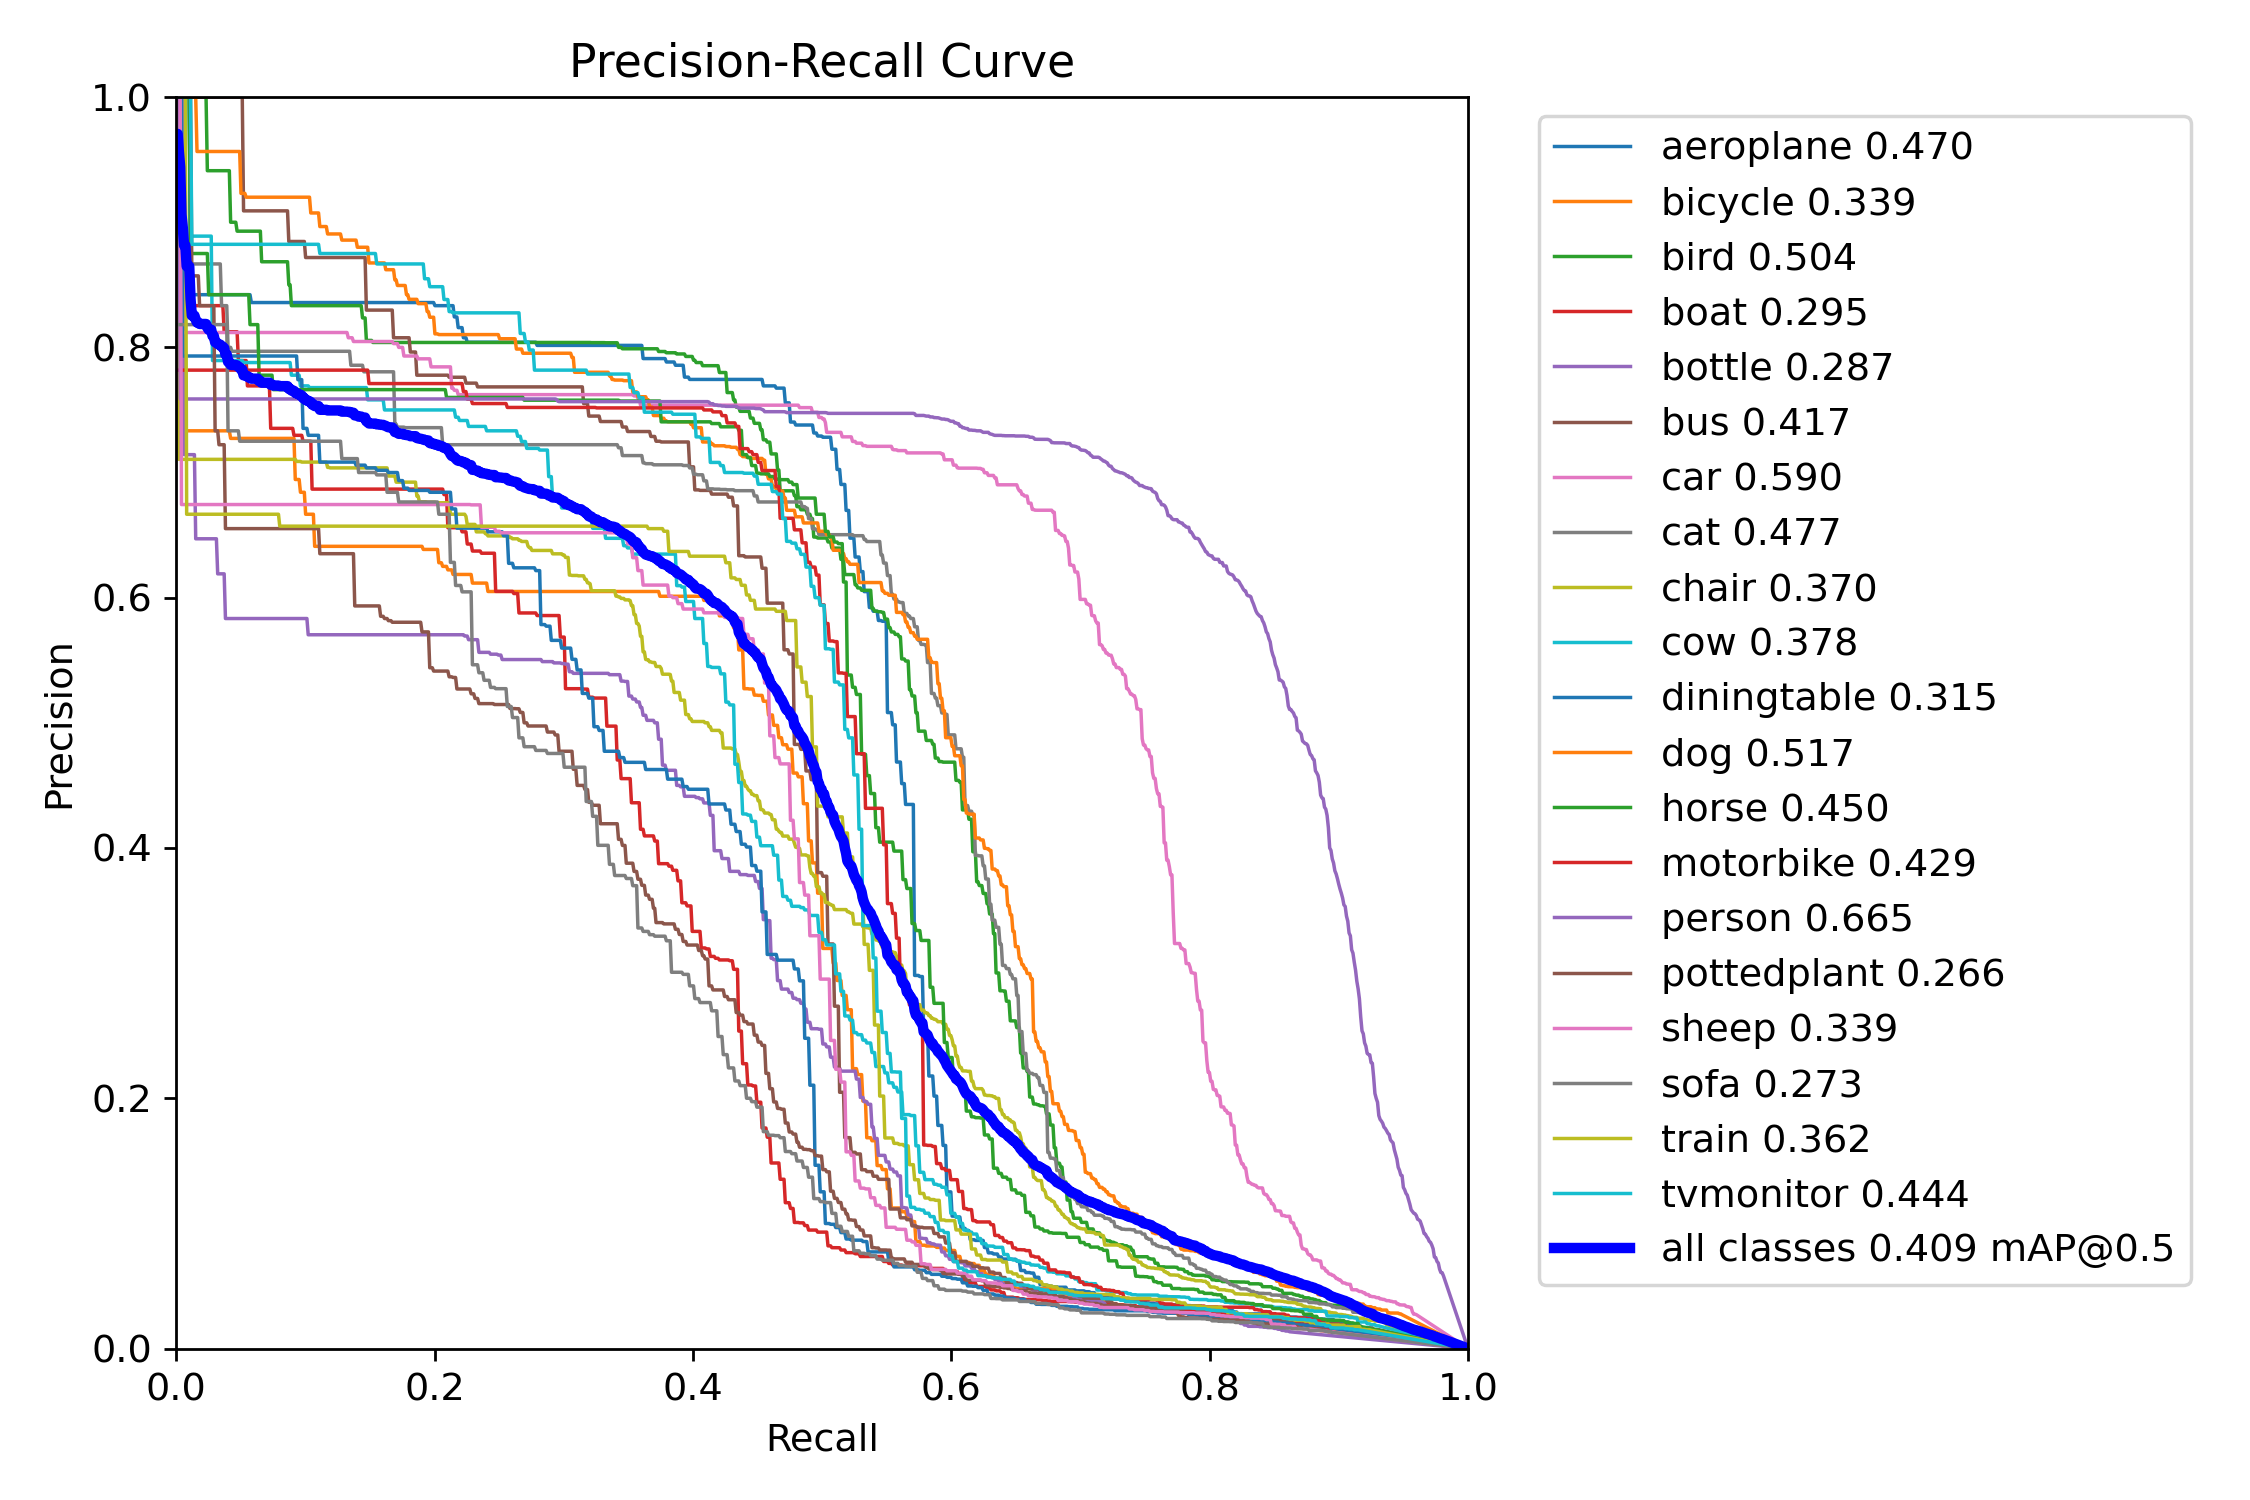 Precision-Recall Curve
1.0
0.8
0.6
0.4
0.2
0.0
Precision
0.0 0.2 0.4 0.6 0.8 1.0
Recall
aeroplane 0.470
bicycle 0.339
bird 0.504
boat 0.295
bottle 0.287
bus 0.417
car 0.590
cat 0.477
chair 0.370
cow 0.378
diningtable 0.315
dog 0.517
horse 0.450
motorbike 0.429
person 0.665
pottedplant 0.266
sheep 0.339
sofa 0.273
train 0.362
tvmonitor 0.444
all classes 0.409 mAP@0.5